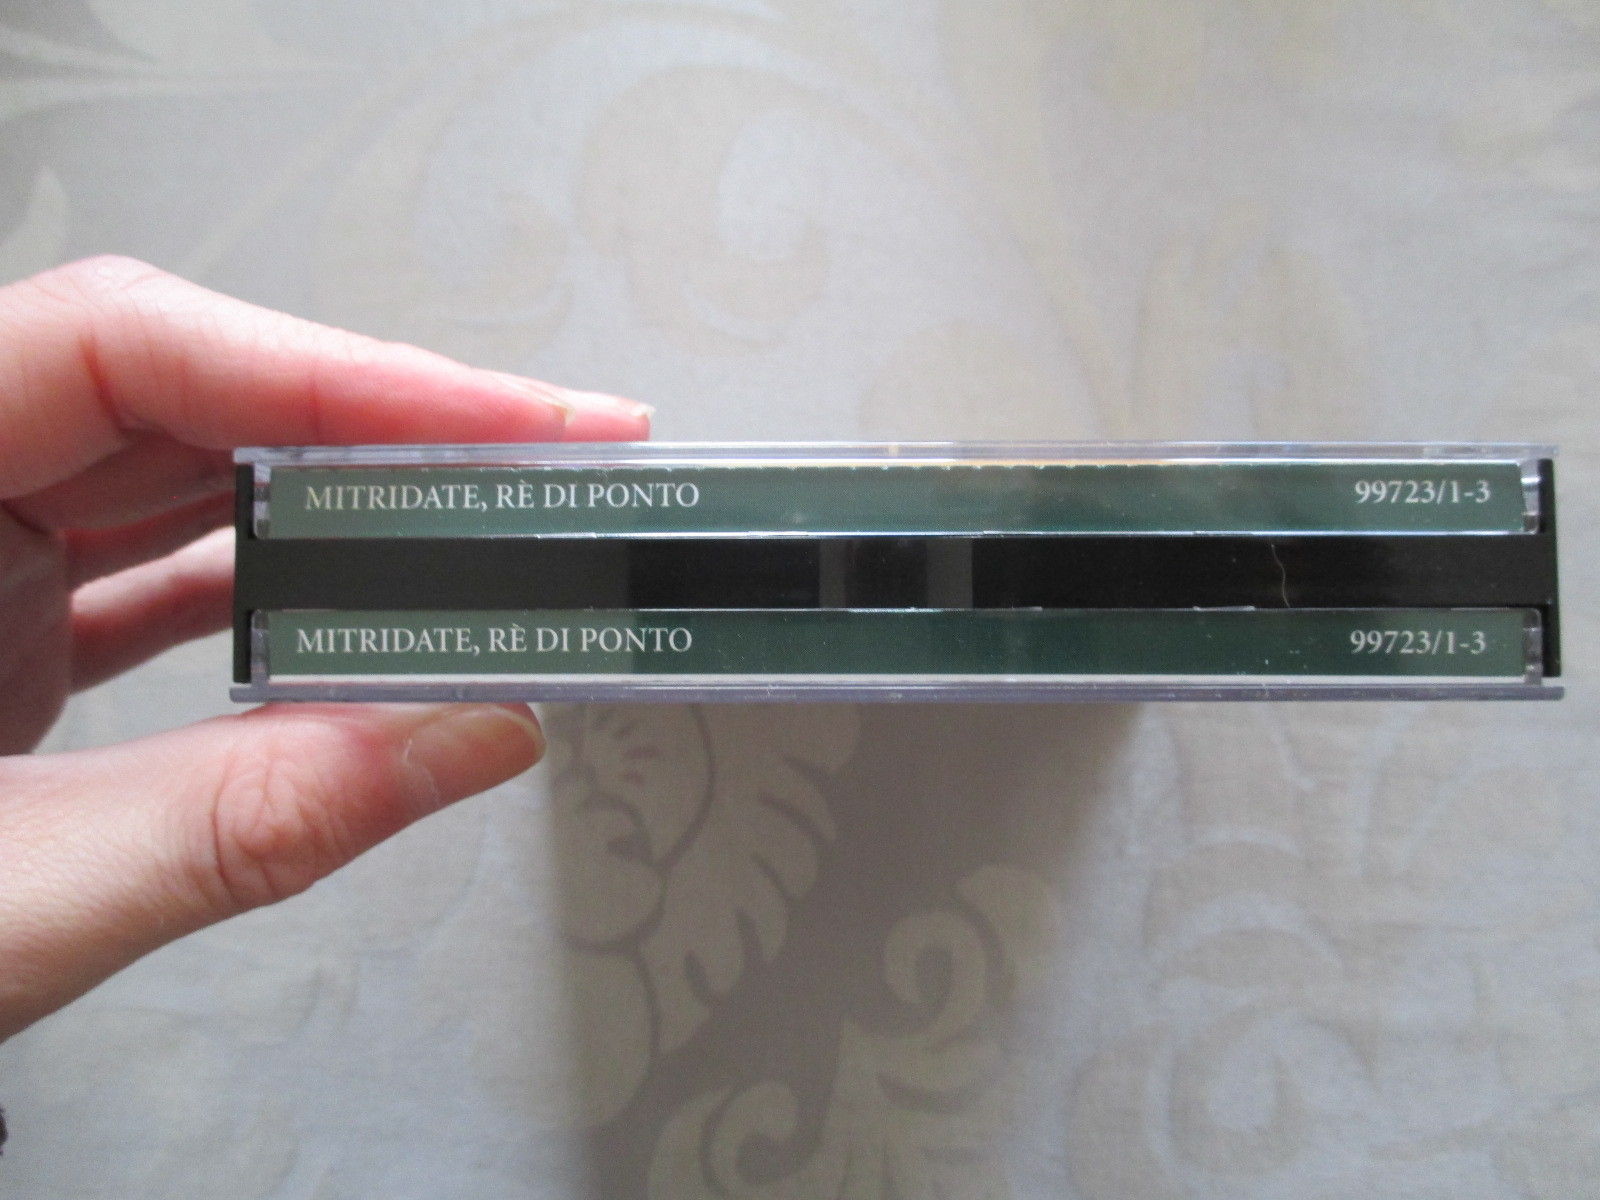 MITRIDATE, RÈ DI PONTO 99723/1-3
MITRIDATE, RÈ DI PONTO 99723/1-3